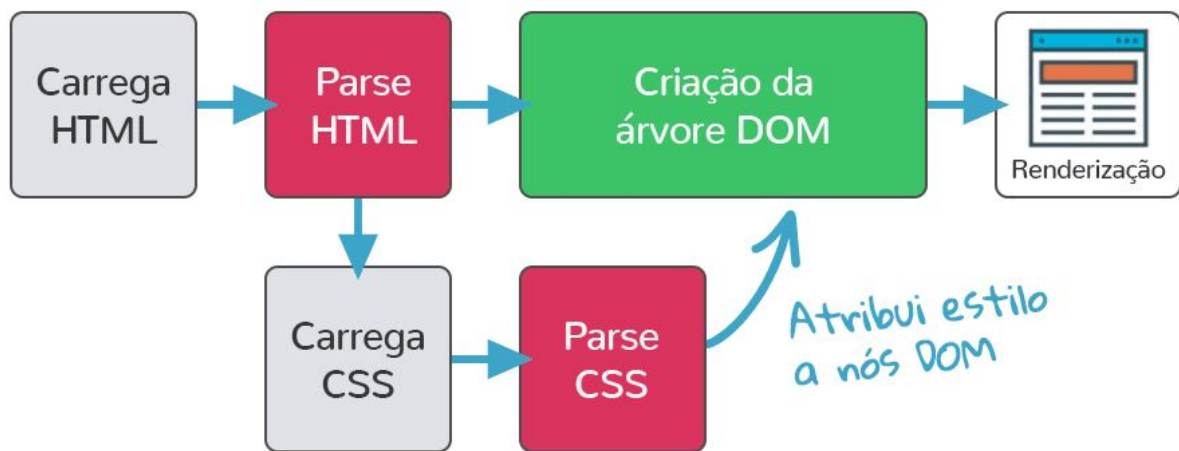 Carrega
HTML
Parse
HTML
Criação da
árvore DOM
Renderização
Carrega
CSS
Parse
CSS
Atribui estilo
a nós DOM